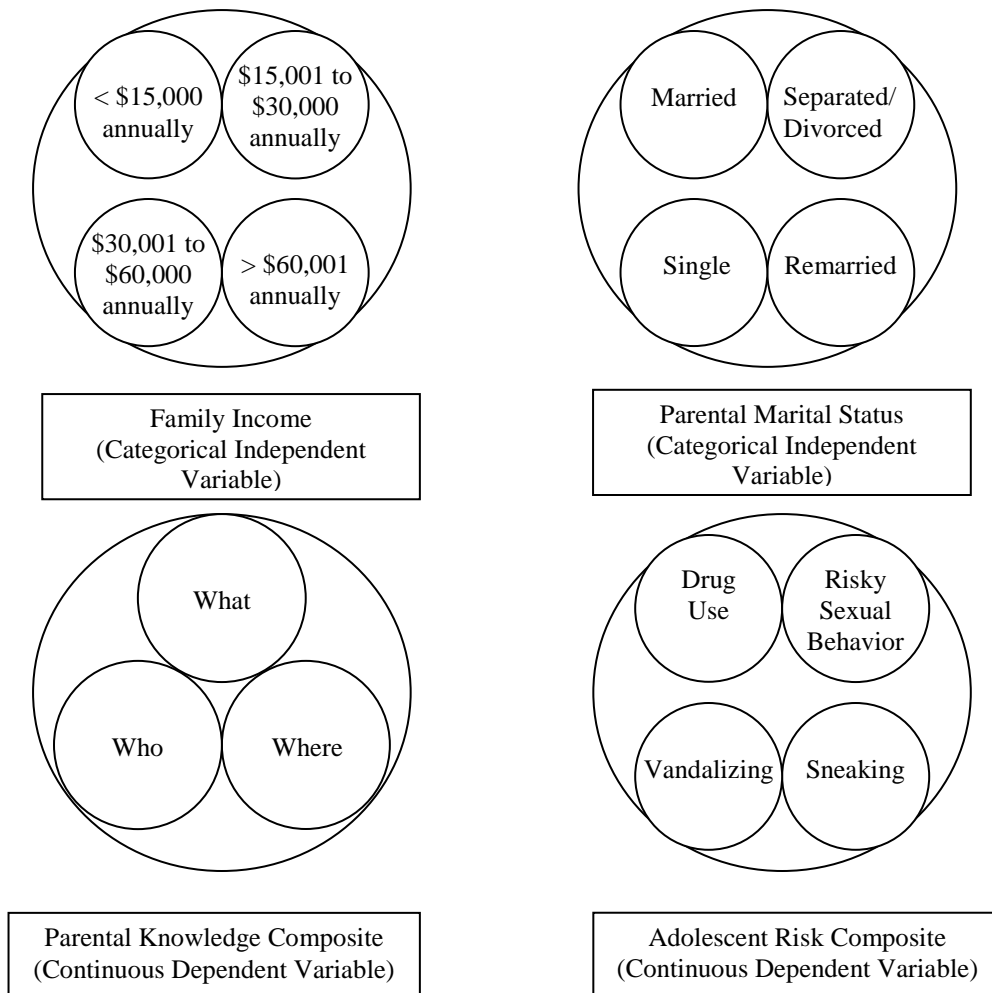 < $15,000
annually
$15,001 to
$30,000
annually
$30,001 to
$60,000
annually
> $60,001
annually
Family Income
(Categorical Independent
Variable)
Married
Separated/
Divorced
Single
Remarried
Parental Marital Status
(Categorical Independent
Variable)
What
Who
Where
Parental Knowledge Composite
(Continuous Dependent Variable)
Drug
Use
Risky
Sexual
Behavior
Vandalizing
Sneaking
Adolescent Risk Composite
(Continuous Dependent Variable)